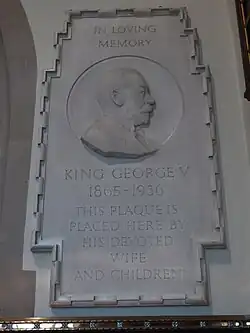 IN LOVING
MEMORY
KING GEORGE V
1865-1936
THIS PLAQUE IS
PLACED HERE BY
HIS DEVOTED
WIFE
AND CHILDREN